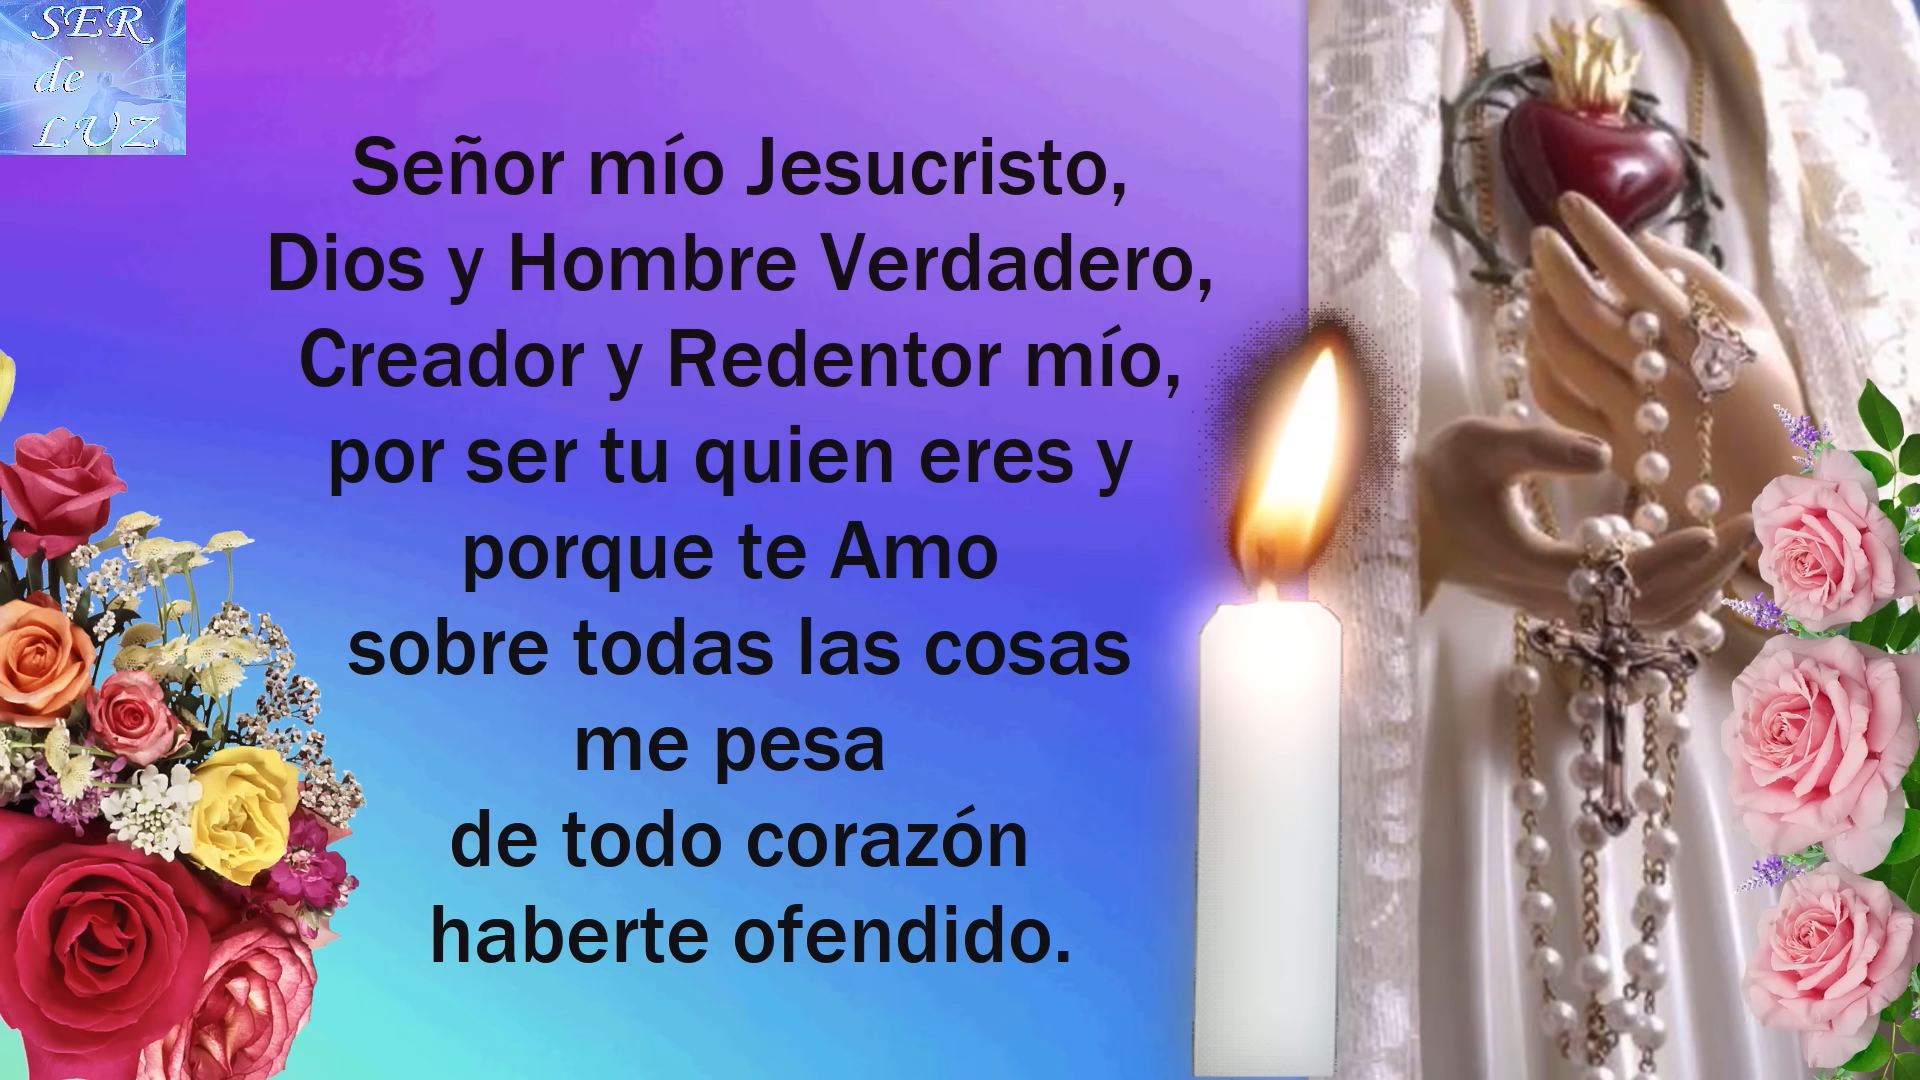 SER
de
LUZ
Señor mío Jesucristo,
Dios y Hombre Verdadero,
Creador y Redentor mío,
por ser tu quien eres y
porque te Amo
sobre todas las cosas
me pesa
de todo corazón
haberte ofendido.